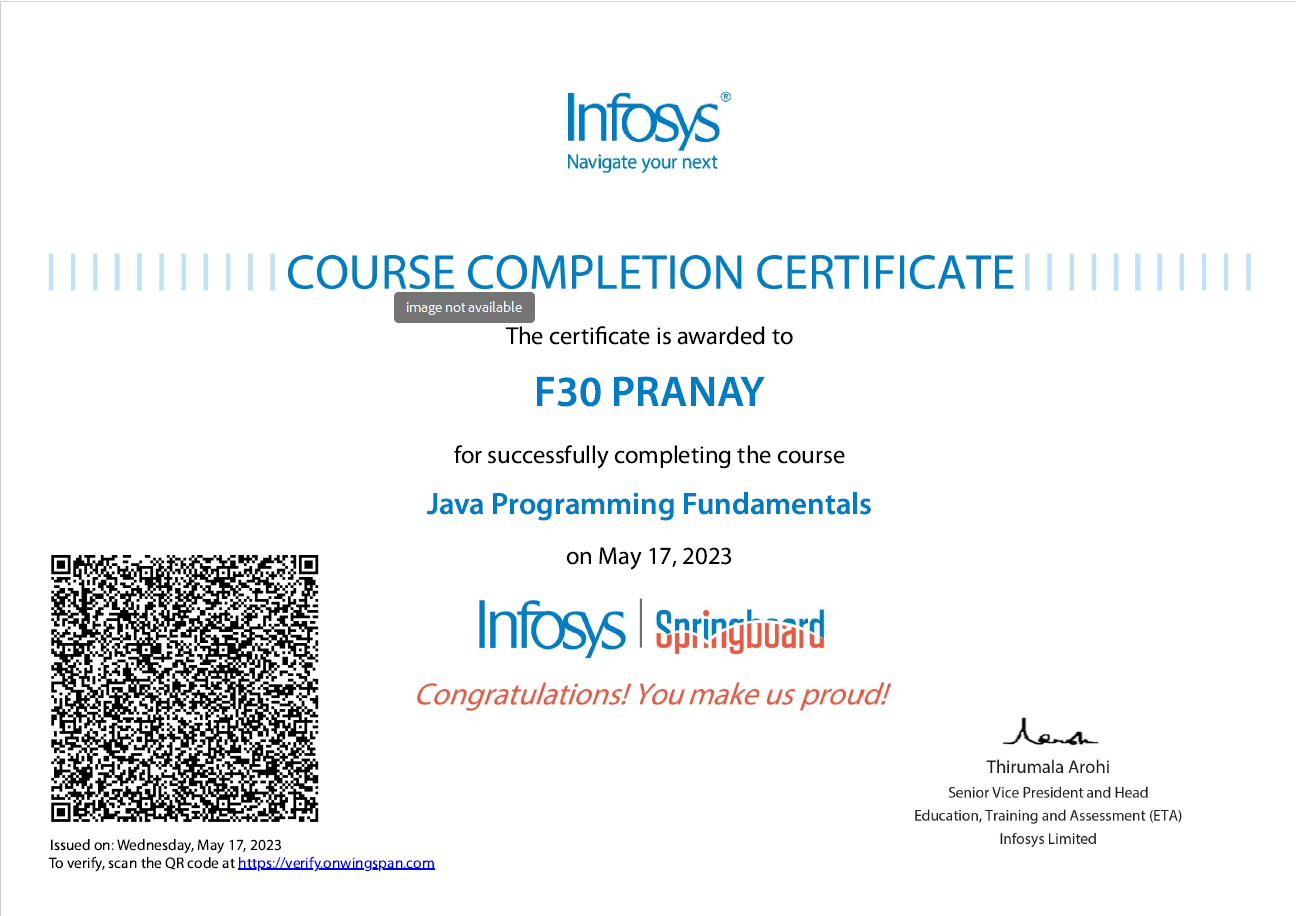 Infosys®
Navigate your next
COURSE COMPLETION CERTIFICATE
image not available
The certificate is awarded to
F30 PRANAY
for successfully completing the course
Java Programming Fundamentals
on May 17, 2023
Infosys | Springboard
Congratulations! You make us proud!
Thirumala Arohi
Senior Vice President and Head
Education, Training and Assessment (ETA)
Infosys Limited
Issued on: Wednesday, May 17, 2023
To verify, scan the QR code at https://verify.onwingspan.com